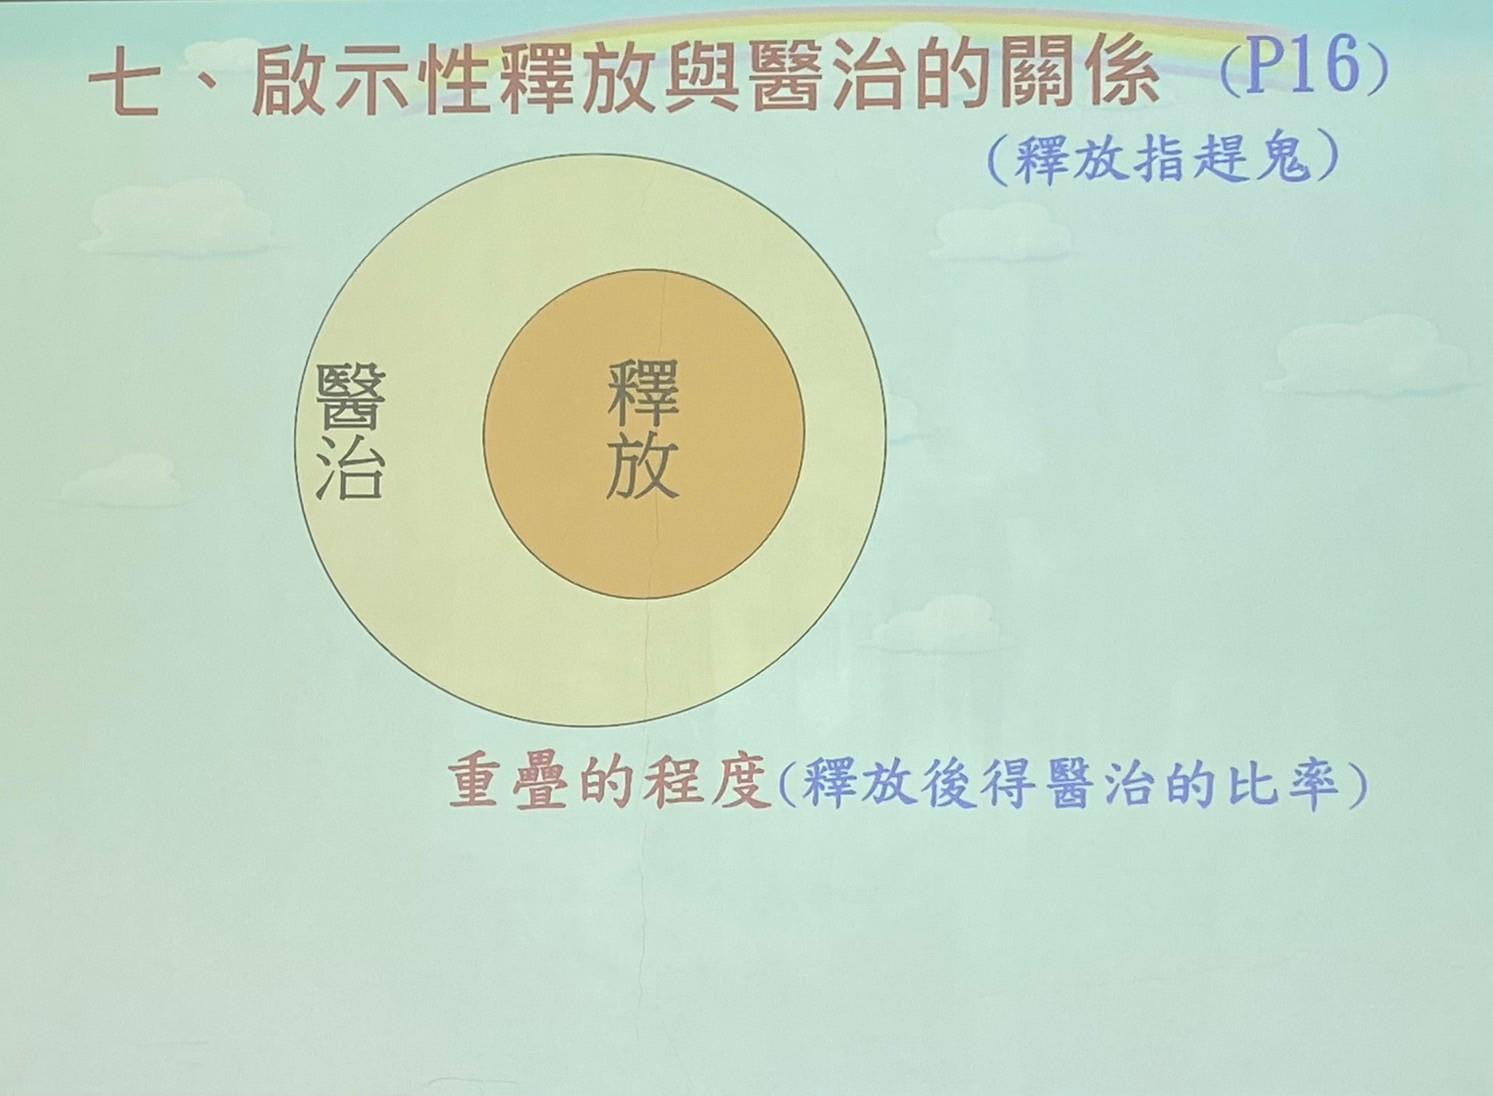 七、啟示性釋放與醫治的關係 (P16)
(釋放指趕鬼)
醫治
釋放
重疊的程度(釋放後得醫治的比率)